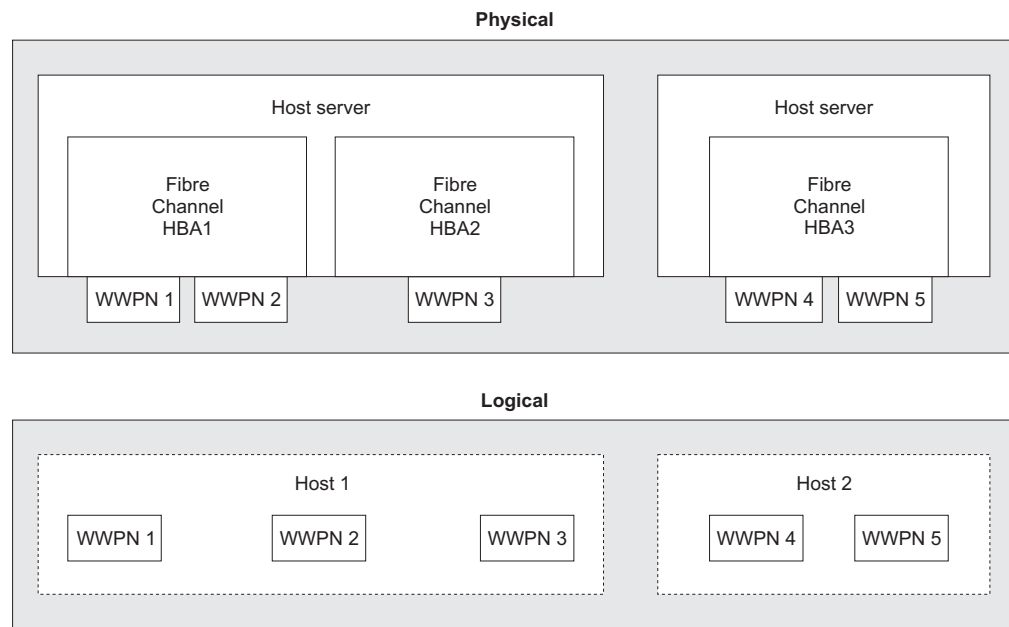 Physical
Host server
Host server
Fibre
Channel
HBA1
Fibre
Channel
HBA2
Fibre
Channel
HBA3
WWPN 1
WWPN 2
WWPN 3
WWPN 4
WWPN 5
Logical
Host 1
Host 2
WWPN 1
WWPN 2
WWPN 3
WWPN 4
WWPN 5